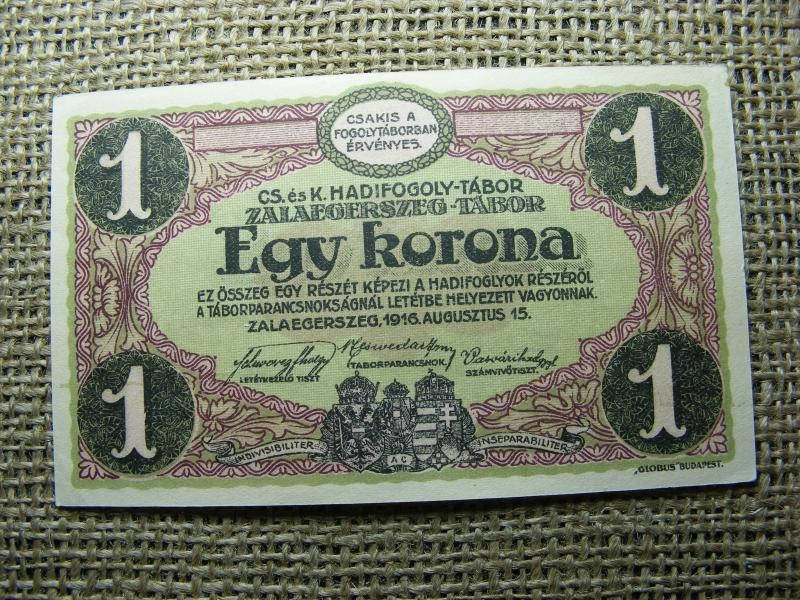 CSAKIS A
FOGOLYTÁBORBAN
ÉRVÉNYES.
1 1
CS. és K. HADIFOGOLY-TÁBOR
ZALAEGERSZEG-TÁBOR
Egy korona
EZ ÖSSZEG EGY RÉSZÉT KÉPEZI A HADIFOGLYOK RÉSZÉRŐL
A TÁBORPARANCSNOKSÁGNÁL LETÉTBE HELYEZETT VAGYONNAK.
ZALAEGERSZEG, 1916. AUGUSZTUS 15.
LETÉTKEZELŐ TISZT (TÁBORPARANCSNOK.) SZÁMVIVŐTISZT.
1 1
INDIVISIBILITER AC INSEPARABILITER
„GLOBUS" BUDAPEST.